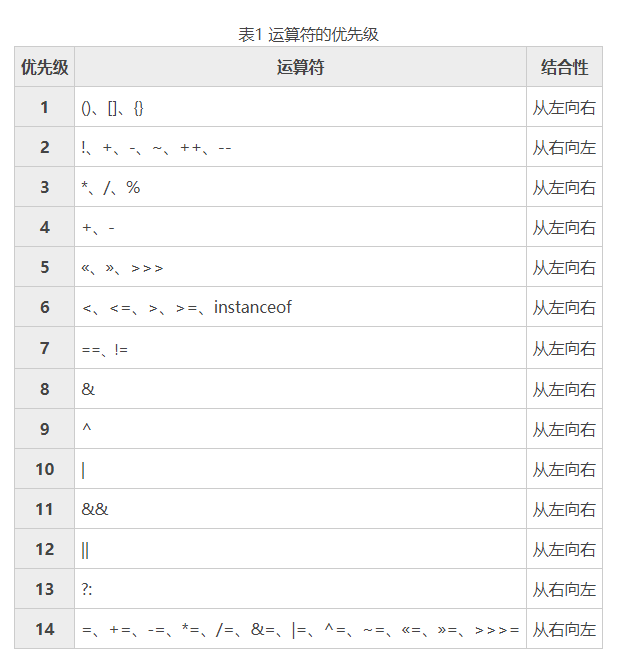 表1 运算符的优先级
优先级 运算符 结合性
1 ()、[]、{} 从左向右
2 !、+、-、~、++、-- 从右向左
3 *、/、% 从左向右
4 +、- 从左向右
5 «、»、>>> 从左向右
6 <、<=、>、>=、instanceof 从左向右
7 ==、!= 从左向右
8 & 从左向右
9 ^ 从左向右
10 | 从左向右
11 && 从左向右
12 || 从左向右
13 ?: 从右向左
14 =、+=、-=、*=、/=、&=、|=、^=、~=、«=、»=、>>>= 从右向左